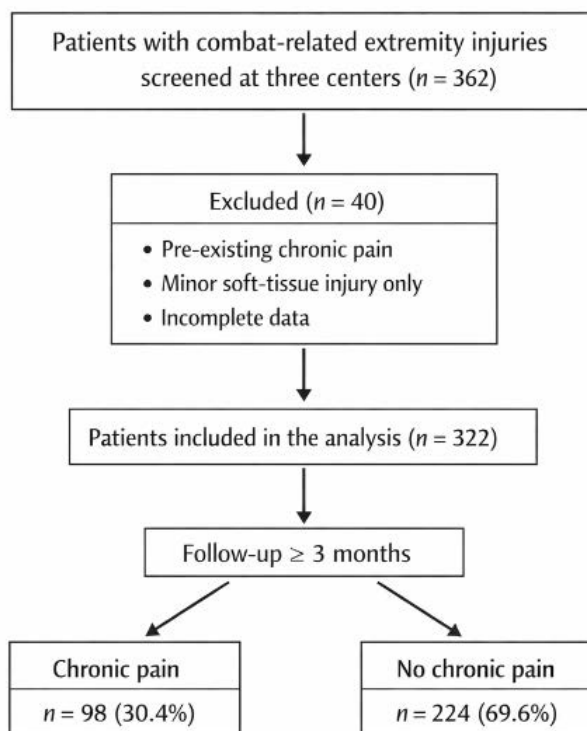 Patients with combat-related extremity injuries
screened at three centers (n = 362)
Excluded (n = 40)
• Pre-existing chronic pain
• Minor soft-tissue injury only
• Incomplete data
Patients included in the analysis (n = 322)
Follow-up ≥ 3 months
Chronic pain
n = 98 (30.4%)
No chronic pain
n = 224 (69.6%)